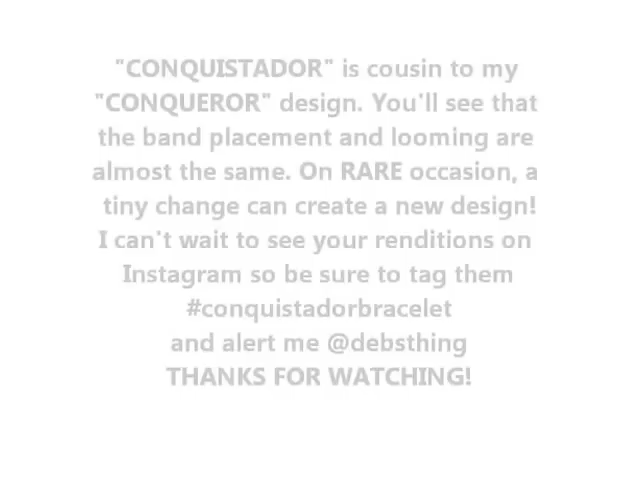 "CONQUISTADOR" is cousin to my
"CONQUEROR" design. You'll see that
the band placement and looming are
almost the same. On RARE occasion, a
tiny change can create a new design!
I can't wait to see your renditions on
Instagram so be sure to tag them
#conquistadorbracelet
and alert me @debsthing
THANKS FOR WATCHING!